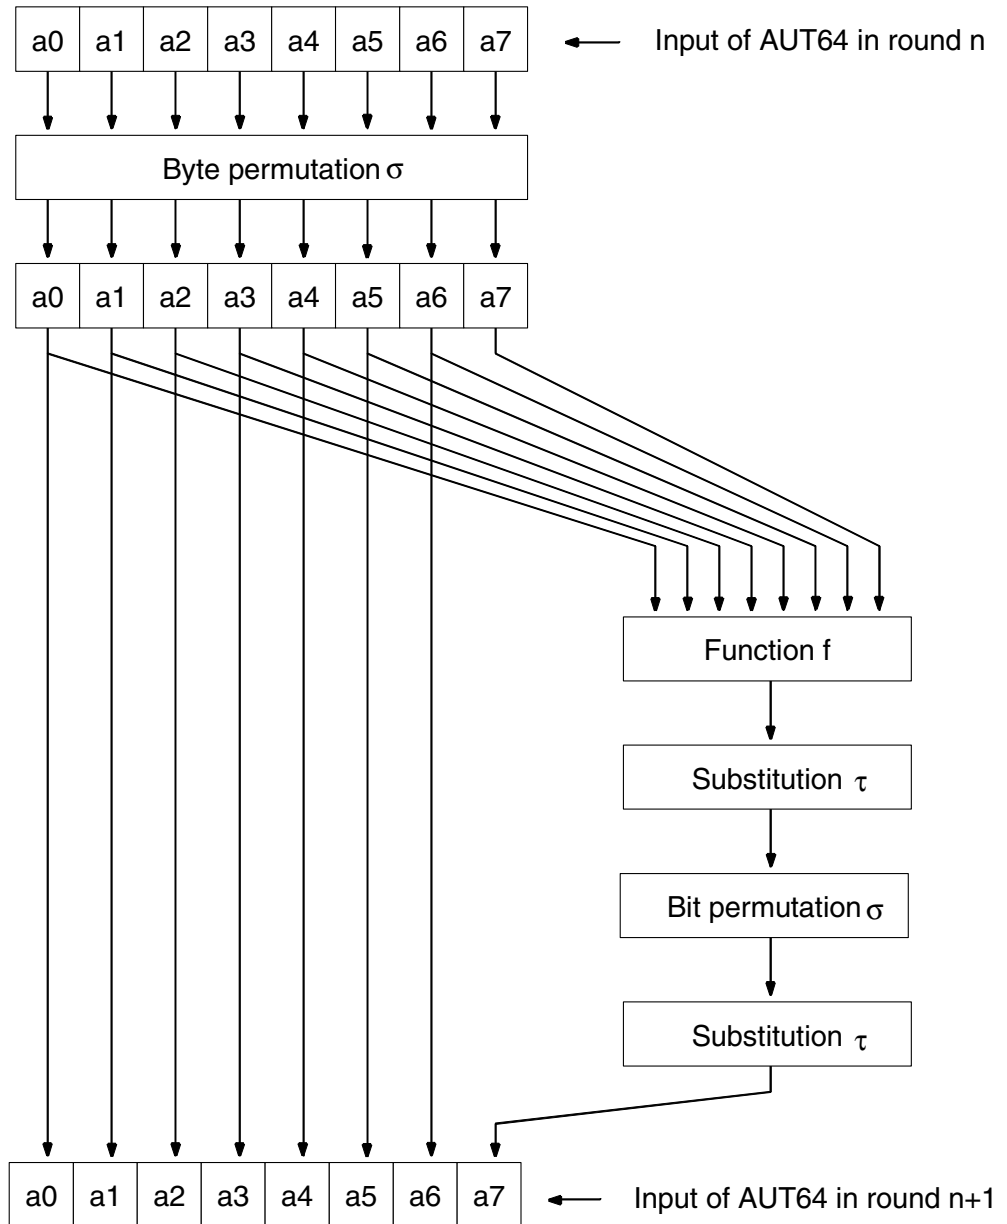 a0 a1 a2 a3 a4 a5 a6 a7 Input of AUT64 in round n
Byte permutation σ
a0 a1 a2 a3 a4 a5 a6 a7
Function f
Substitution τ
Bit permutation σ
Substitution τ
a0 a1 a2 a3 a4 a5 a6 a7 Input of AUT64 in round n+1